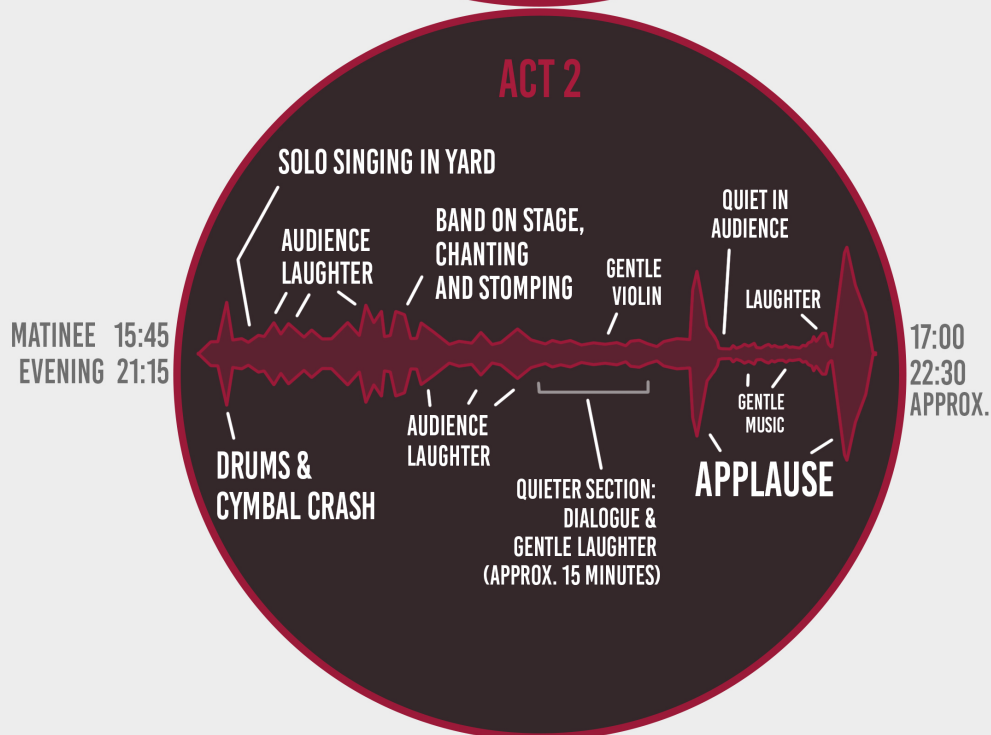 ACT 2
SOLO SINGING IN YARD
AUDIENCE
LAUGHTER
BAND ON STAGE,
CHANTING
AND STOMPING
GENTLE
VIOLIN
QUIET IN
AUDIENCE
LAUGHTER
MATINEE 15:45
EVENING 21:15
17:00
22:30
APPROX.
DRUMS &
CYMBAL CRASH
AUDIENCE
LAUGHTER
QUIETER SECTION:
DIALOGUE &
GENTLE LAUGHTER
(APPROX. 15 MINUTES)
GENTLE
MUSIC
APPLAUSE